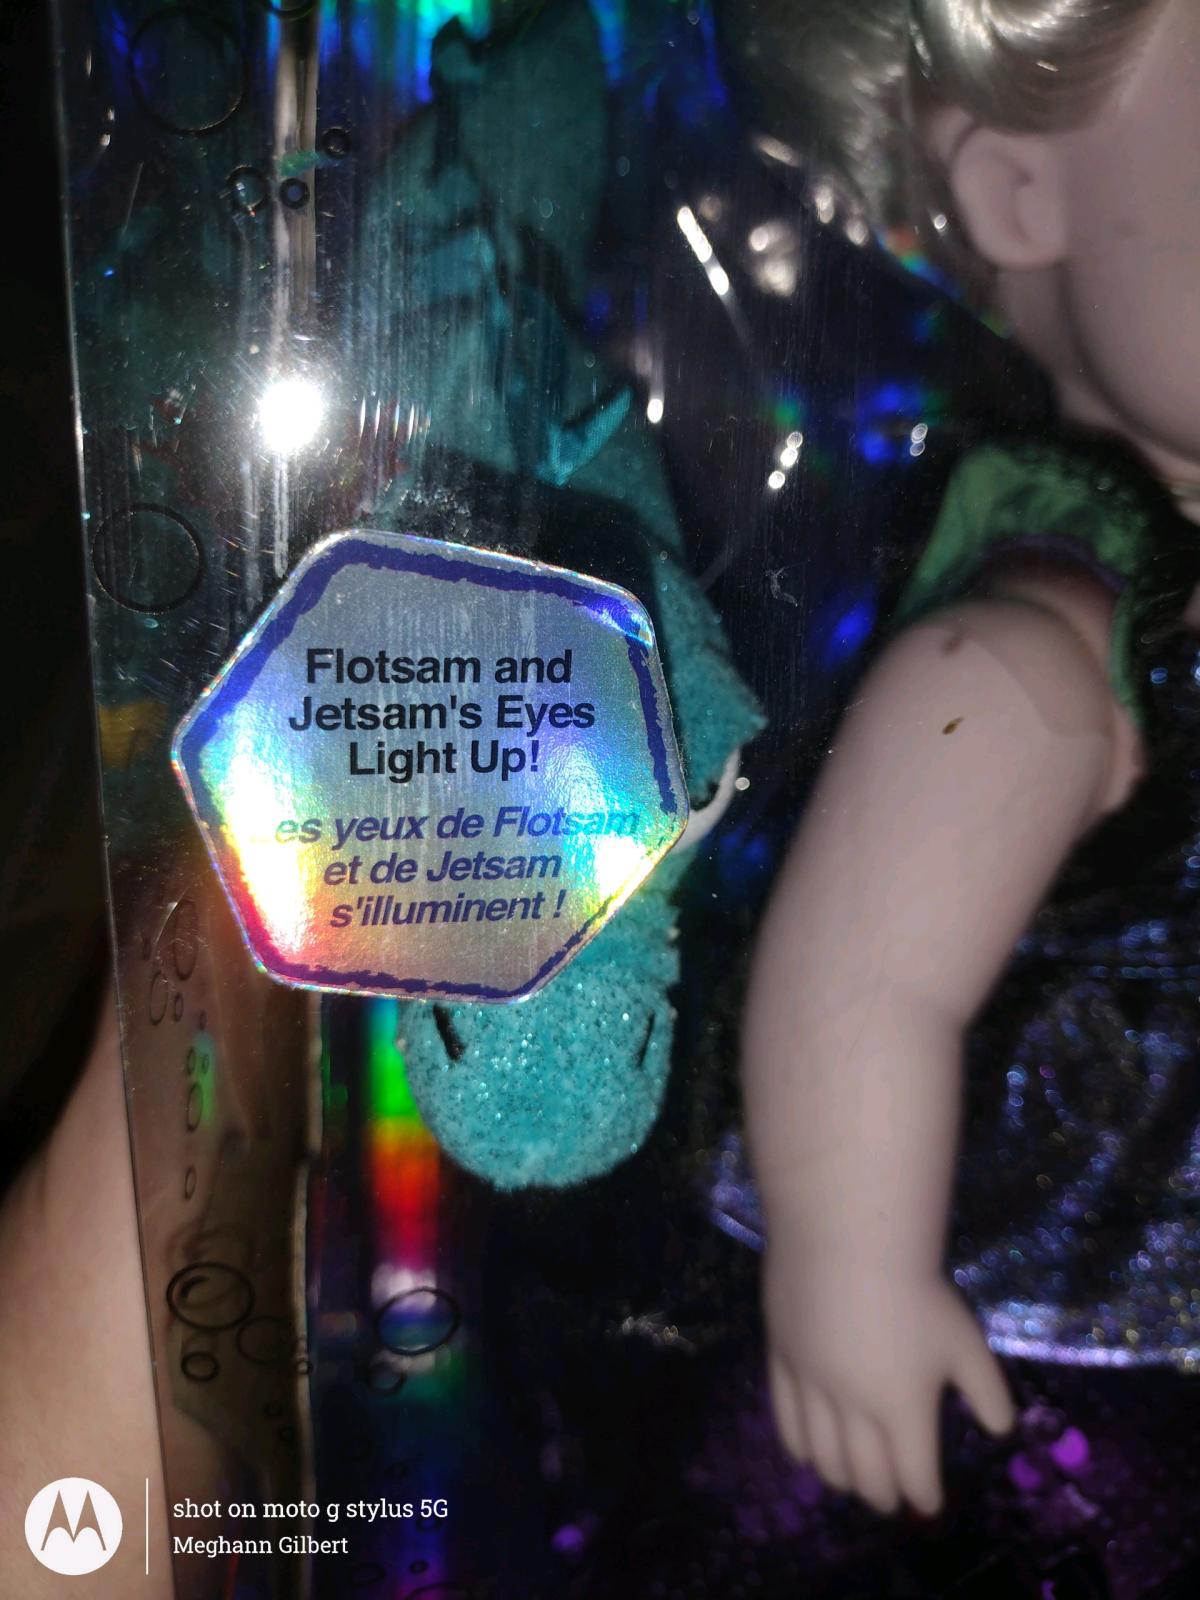 Flotsam and
Jetsam's Eyes
Light Up!
Les yeux de Flotsam
et de Jetsam
s'illuminent !
shot on moto g stylus 5G
Meghann Gilbert